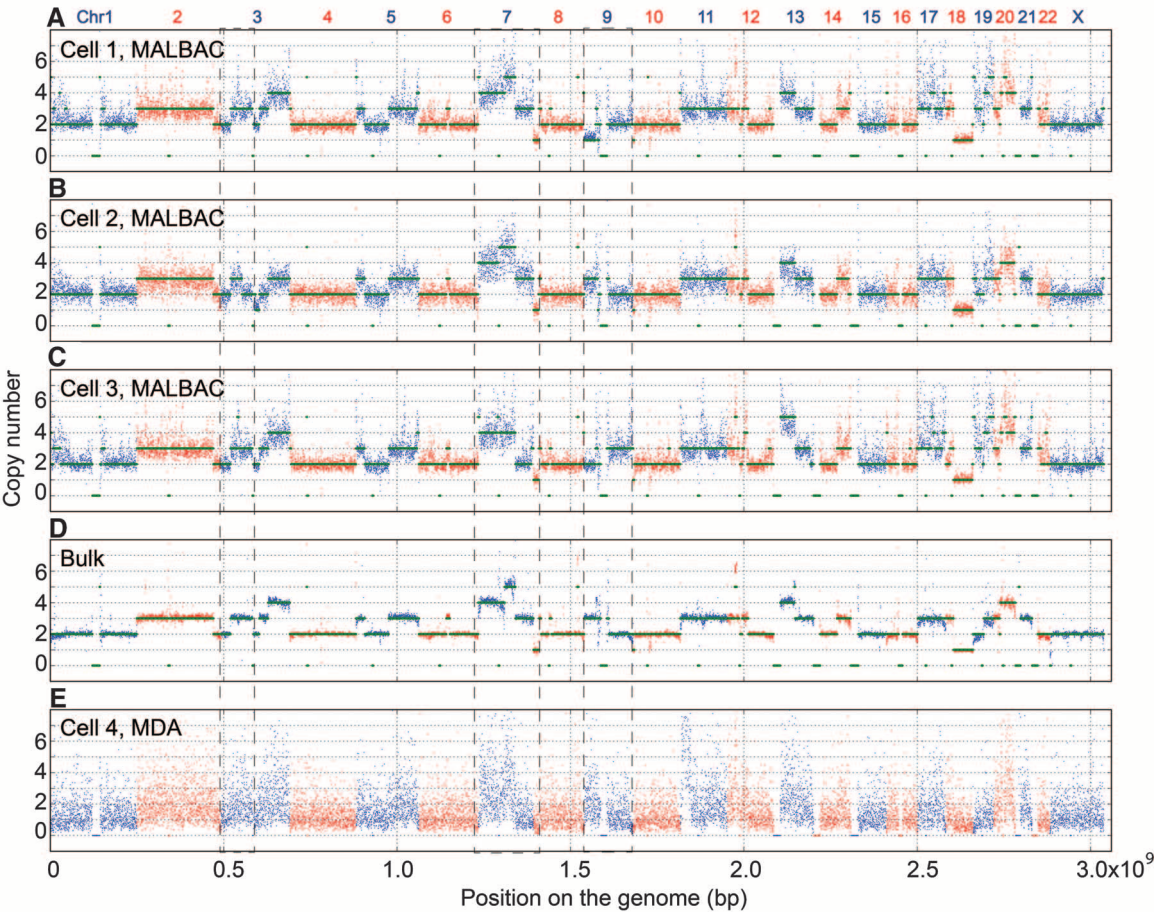 A
Chr1 2 3 4 5 6 7 8 9 10 11 12 13 14 15 16 17 18 19 20 21 22 X
Cell 1, MALBAC
6
4
2
0
B
Cell 2, MALBAC
6
4
2
0
C
Cell 3, MALBAC
6
4
2
0
Copy number
D
Bulk
6
4
2
0
E
Cell 4, MDA
6
4
2
0
0 0.5 1.0 1.5 2.0 2.5 3.0x10⁹
Position on the genome (bp)